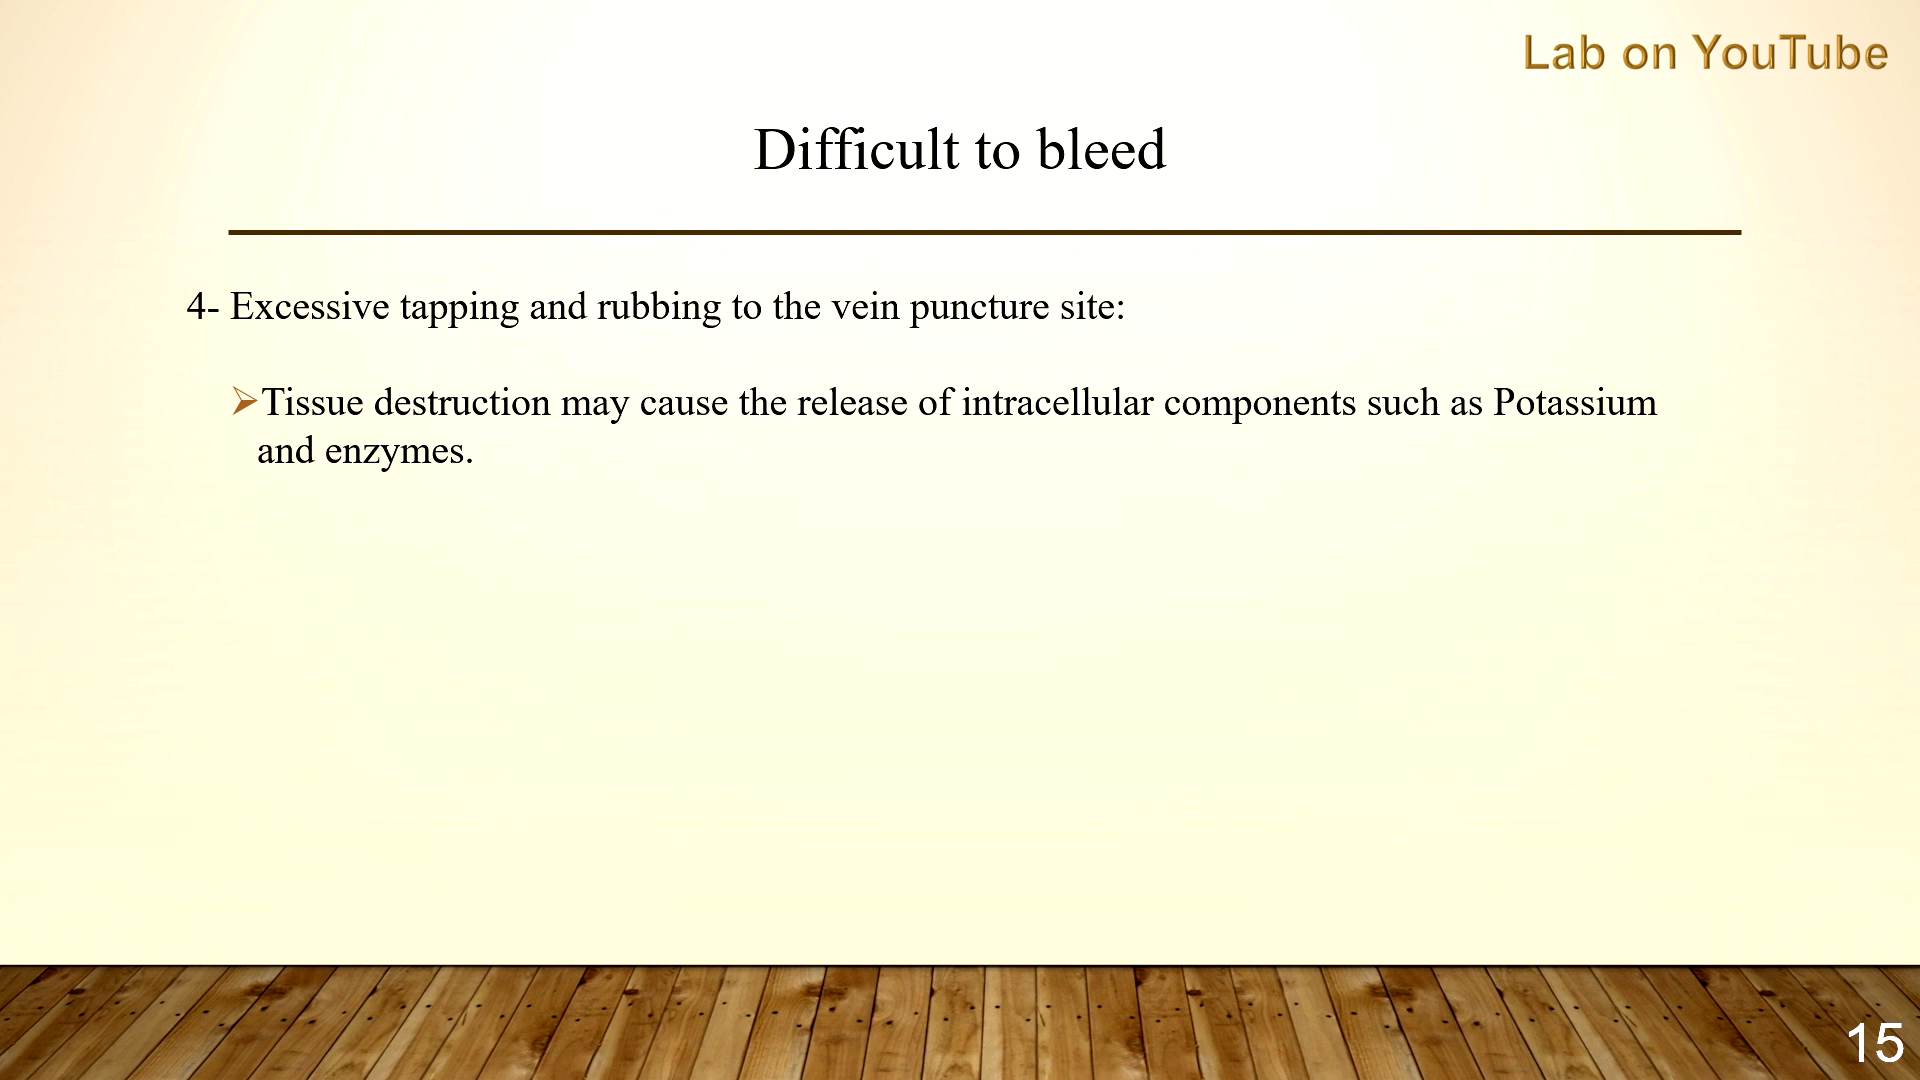 Lab on YouTube
Difficult to bleed
4- Excessive tapping and rubbing to the vein puncture site:
➢Tissue destruction may cause the release of intracellular components such as Potassium
and enzymes.
15